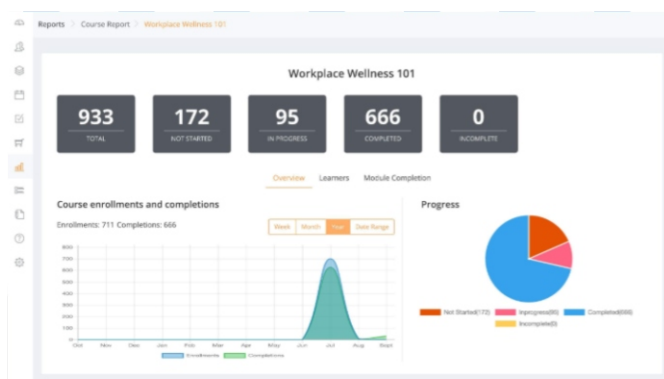 Reports > Course Report > Workplace Wellness 101
Workplace Wellness 101
933 172 95 666 0
TOTAL NOT STARTED IN PROGRESS COMPLETED INCOMPLETE
Overview Learners Module Completion
Course enrollments and completions
Progress
Enrollments: 711 Completions: 666
Week Month Year Date Range
800
700
600
500
400
300
200
100
0
Oct Nov Dec Jan Feb Mar Apr May Jun Jul Aug Sept
Enrollments Completions
Not Started(172) Inprogress(95) Completed(666)
Incomplete(0)